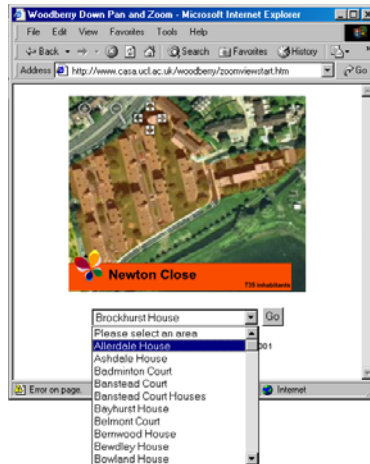 Woodberry Down Pan and Zoom - Microsoft Internet Explorer
File Edit View Favorites Tools Help
Back Search Favorites History
Address http://www.casa.ucl.ac.uk/woodberry/zoomviewstart.htm Go
Newton Close
735 inhabitants
Brockhurst House Go
Please select an area
Allerdale House 001
Ashdale House
Badminton Court
Banstead Court
Error on page. Internet
Banstead Court Houses
Bayhurst House
Belmont Court
Bernwood House
Bewdley House
Bowland House